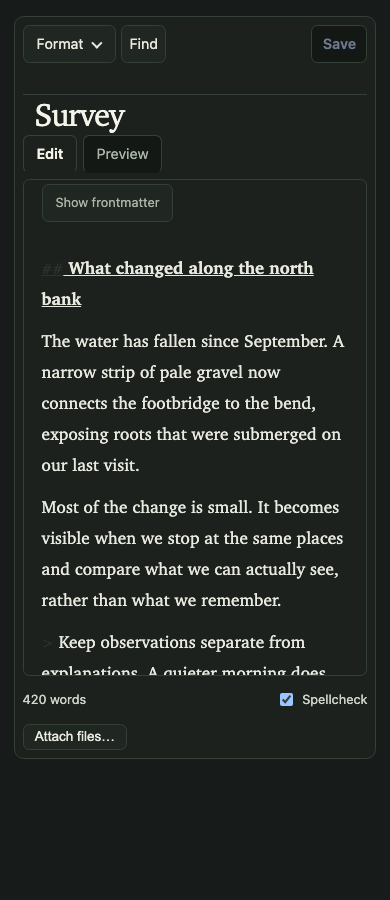 Format
Find
Save
Survey
Edit
Preview
Show frontmatter
## What changed along the north
bank
The water has fallen since September. A
narrow strip of pale gravel now
connects the footbridge to the bend,
exposing roots that were submerged on
our last visit.
Most of the change is small. It becomes
visible when we stop at the same places
and compare what we can actually see,
rather than what we remember.
> Keep observations separate from
explanations. A quieter morning does
420 words
Spellcheck
Attach files...